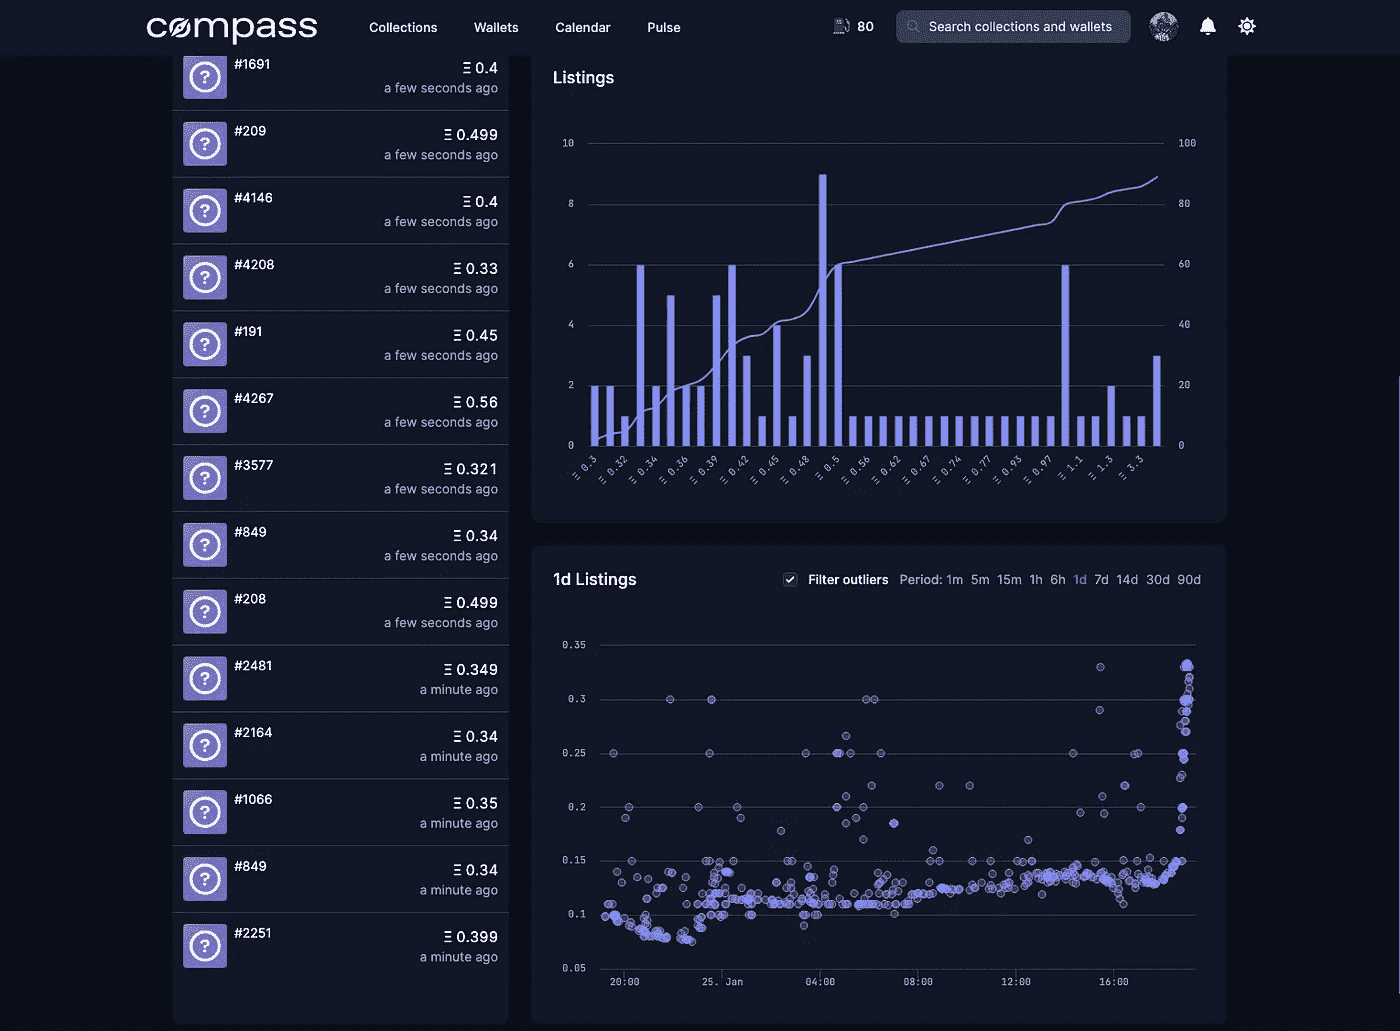 compass
Collections Wallets Calendar Pulse
80
Search collections and wallets
#1691
Ξ 0.4
a few seconds ago
?
#209
Ξ 0.499
a few seconds ago
?
#4146
Ξ 0.4
a few seconds ago
?
#4208
Ξ 0.33
a few seconds ago
?
#191
Ξ 0.45
a few seconds ago
?
#4267
Ξ 0.56
a few seconds ago
?
#3577
Ξ 0.321
a few seconds ago
?
#849
Ξ 0.34
a few seconds ago
?
#208
Ξ 0.499
a few seconds ago
?
#2481
Ξ 0.349
a minute ago
?
#2164
Ξ 0.34
a minute ago
?
#1066
Ξ 0.35
a minute ago
?
#849
Ξ 0.34
a minute ago
?
#2251
Ξ 0.399
a minute ago
?
Listings
10
8
6
4
2
0
100
80
60
40
20
0
Ξ 0.3
Ξ 0.32
Ξ 0.34
Ξ 0.36
Ξ 0.39
Ξ 0.42
Ξ 0.45
Ξ 0.48
Ξ 0.5
Ξ 0.56
Ξ 0.62
Ξ 0.67
Ξ 0.74
Ξ 0.77
Ξ 0.93
Ξ 0.97
Ξ 1.1
Ξ 1.3
Ξ 3.3
1d Listings
Filter outliers
Period: 1m 5m 15m 1h 6h 1d 7d 14d 30d 90d
0.35
0.3
0.25
0.2
0.15
0.1
0.05
20:00 25. Jan 04:00 08:00 12:00 16:00